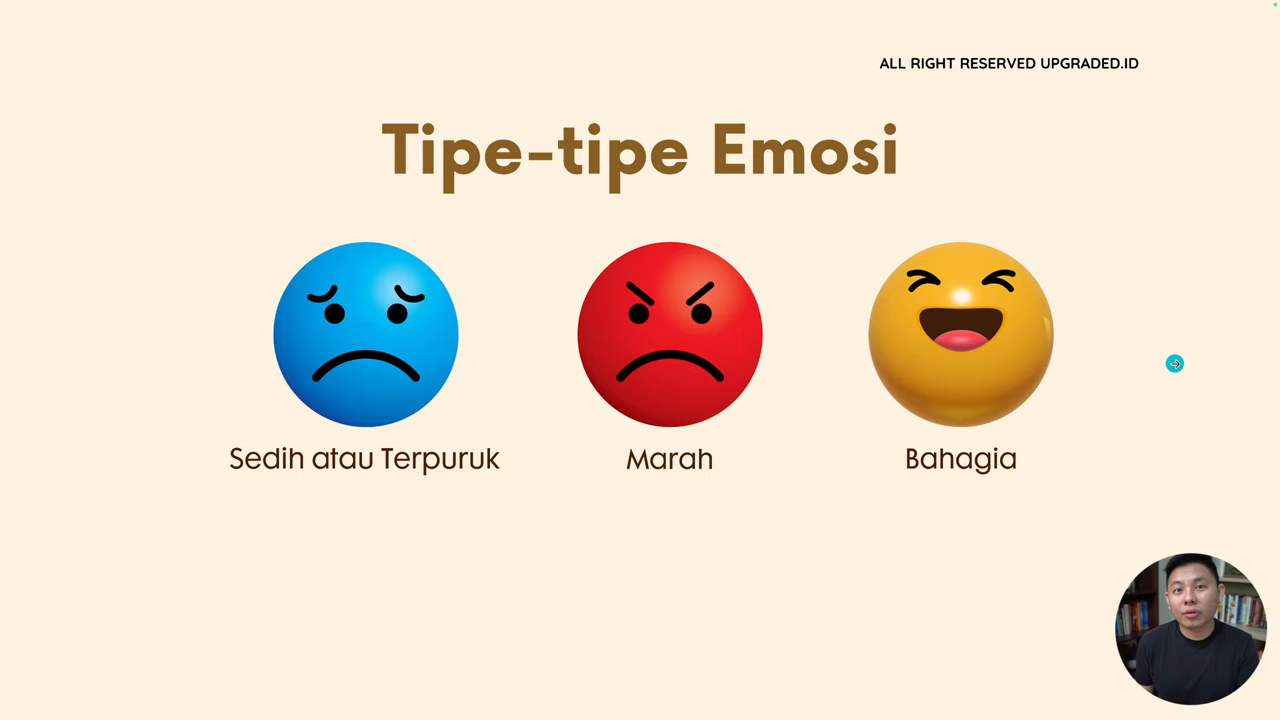 ALL RIGHT RESERVED UPGRADED.ID
Tipe-tipe Emosi
Sedih atau Terpuruk
Marah
Bahagia